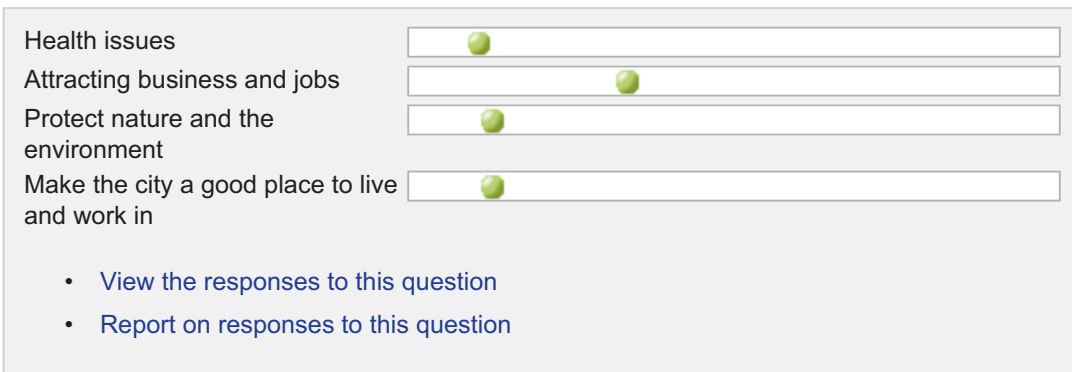 Health issues
Attracting business and jobs
Protect nature and the
environment
Make the city a good place to live
and work in
• View the responses to this question
• Report on responses to this question